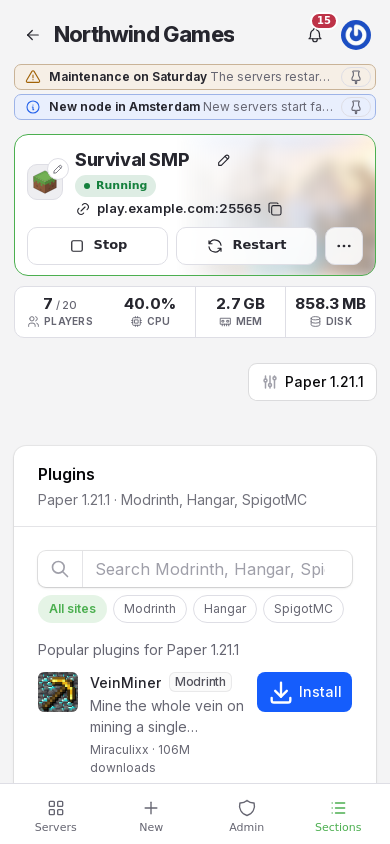 Northwind Games
15
Maintenance on Saturday The servers restar…
New node in Amsterdam New servers start fa…
Survival SMP
Running
play.example.com:25565
Stop
Restart
7 / 20
PLAYERS
40.0%
CPU
2.7 GB
MEM
858.3 MB
DISK
Paper 1.21.1
Plugins
Paper 1.21.1 · Modrinth, Hangar, SpigotMC
Search Modrinth, Hangar, Spi
All sites
Modrinth
Hangar
SpigotMC
Popular plugins for Paper 1.21.1
VeinMiner Modrinth
Mine the whole vein on
mining a single…
Miraculixx · 106M
downloads
Install
Servers
New
Admin
Sections